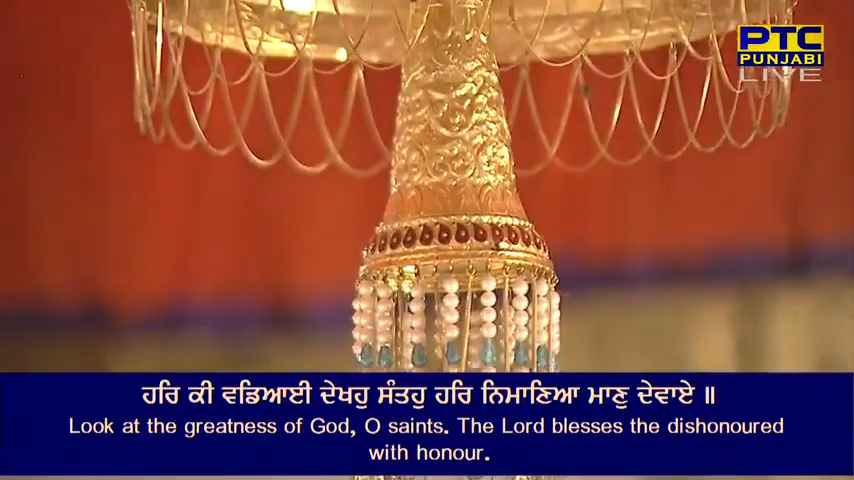 PTC
PUNJABI
LIVE
ਹਰਿ ਕੀ ਵਡਿਆਈ ਦੇਖਹੁ ਸੰਤਹੁ ਹਰਿ ਨਿਮਾਣਿਆ ਮਾਣੁ ਦੇਵਾਏ ॥
Look at the greatness of God, O saints. The Lord blesses the dishonoured
with honour.